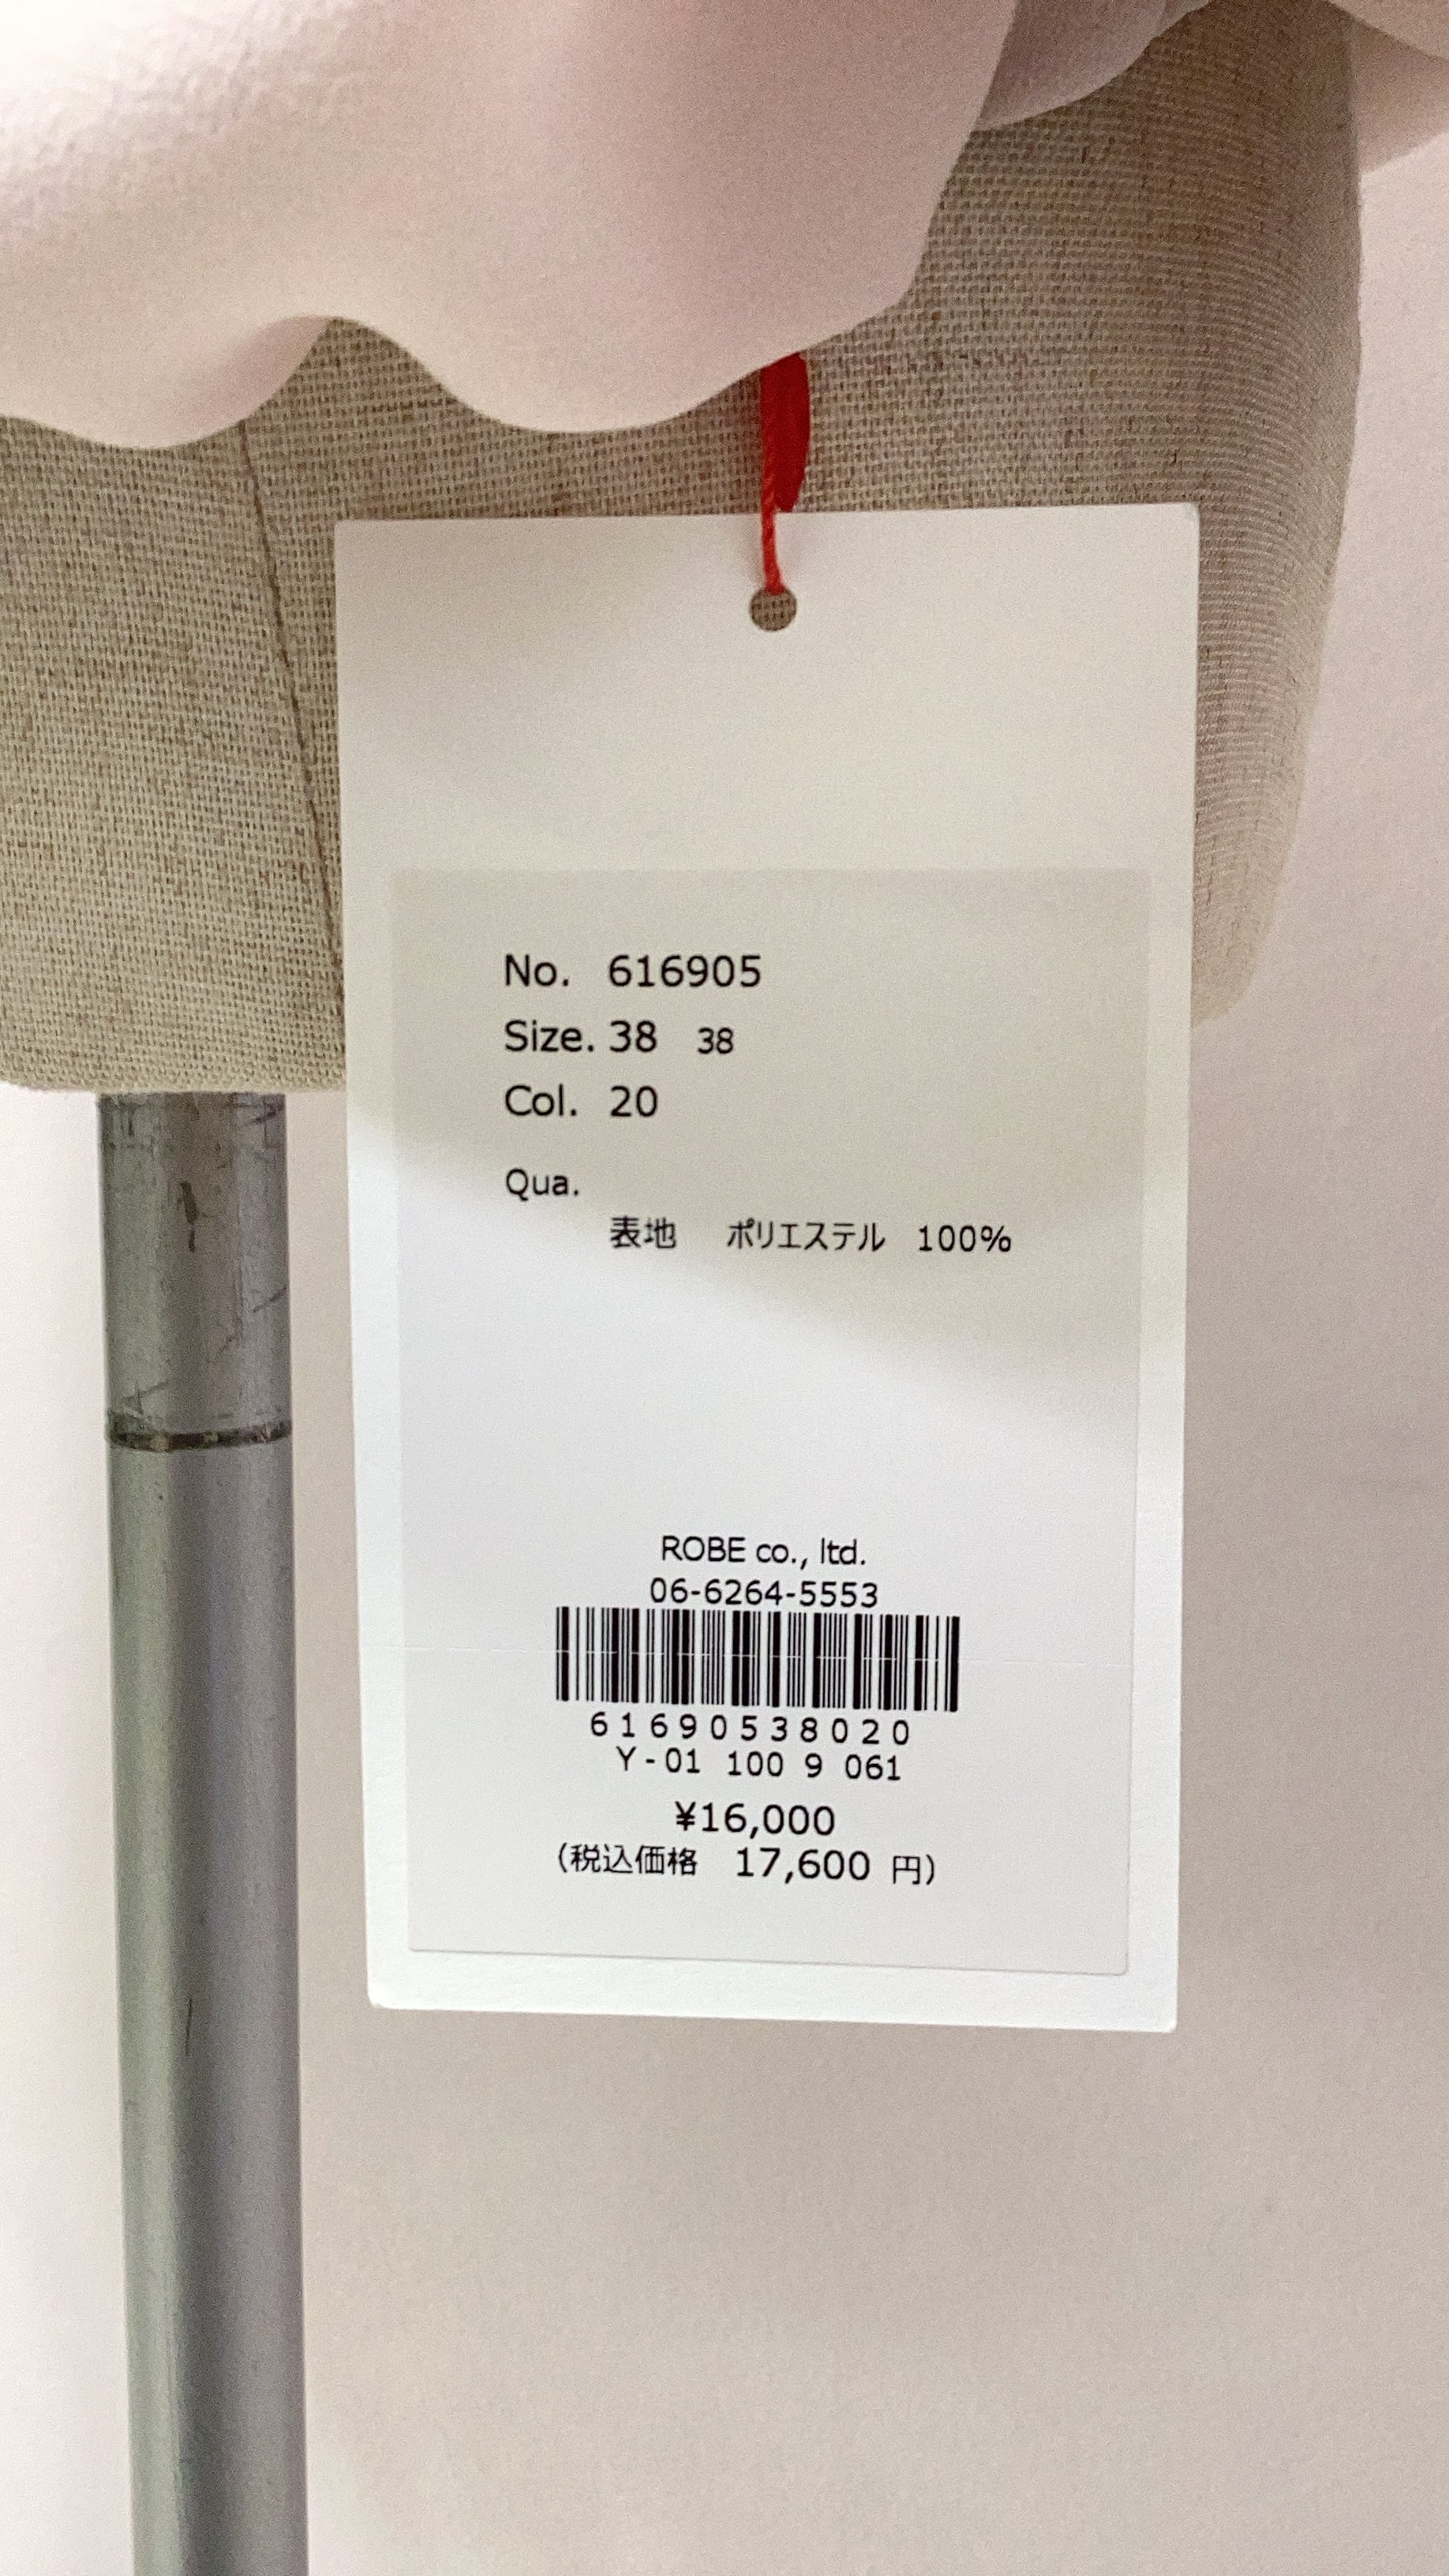 No. 616905
Size. 38 38
Col. 20
Qua.
表地 ポリエステル 100%
ROBE co., ltd.
06-6264-5553
61690538020
Y-01 100 9 061
¥16,000
(税込価格 17,600 円)